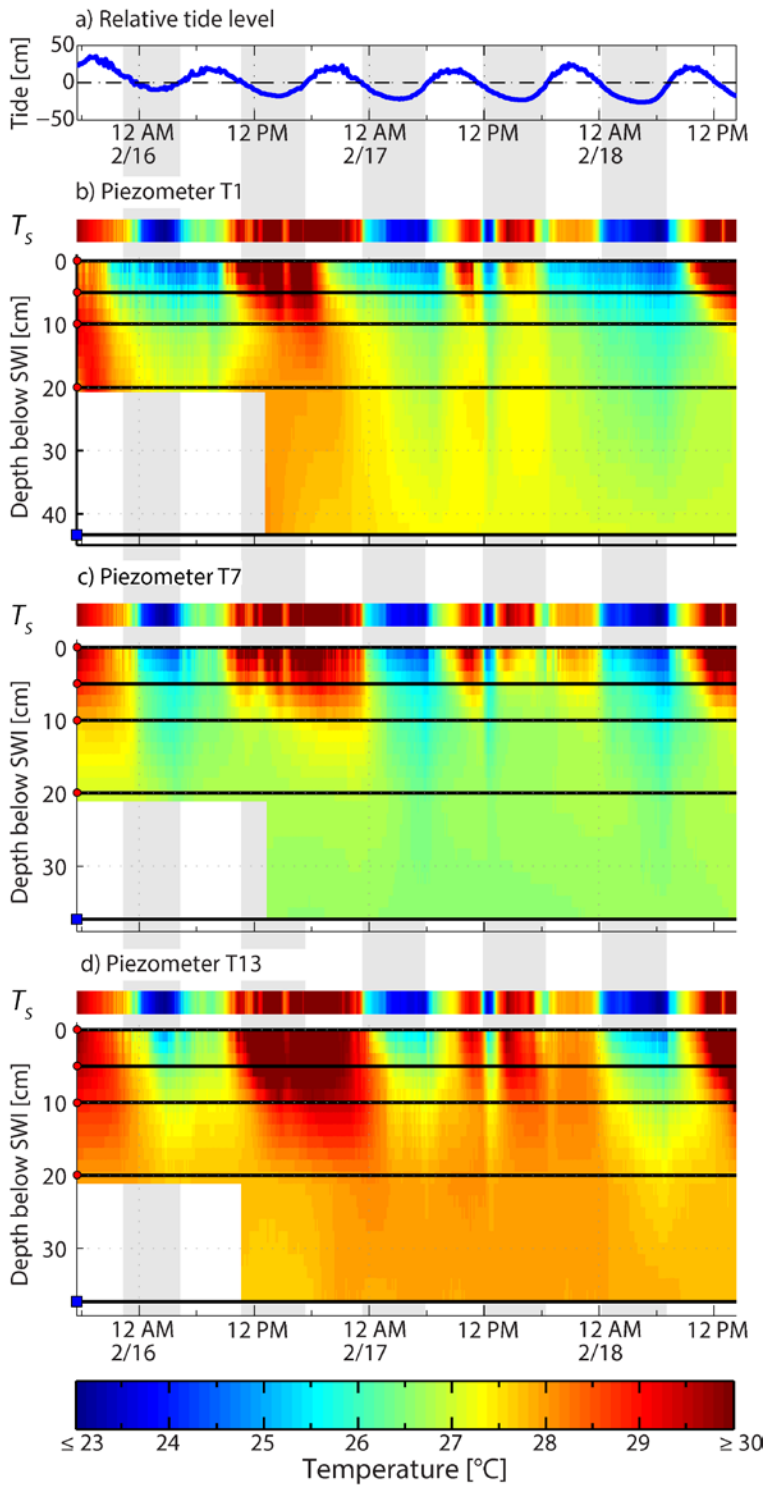 a) Relative tide level
Tide [cm]
50
0
−50
12 AM 12 PM 12 AM 12 PM 12 AM 12 PM
2/16 2/17 2/18
b) Piezometer T1
Ts
Depth below SWI [cm]
0
10
20
30
40
c) Piezometer T7
Ts
Depth below SWI [cm]
0
10
20
30
d) Piezometer T13
Ts
Depth below SWI [cm]
0
10
20
30
12 AM 12 PM 12 AM 12 PM 12 AM 12 PM
2/16 2/17 2/18
≤ 23 24 25 26 27 28 29 ≥ 30
Temperature [°C]